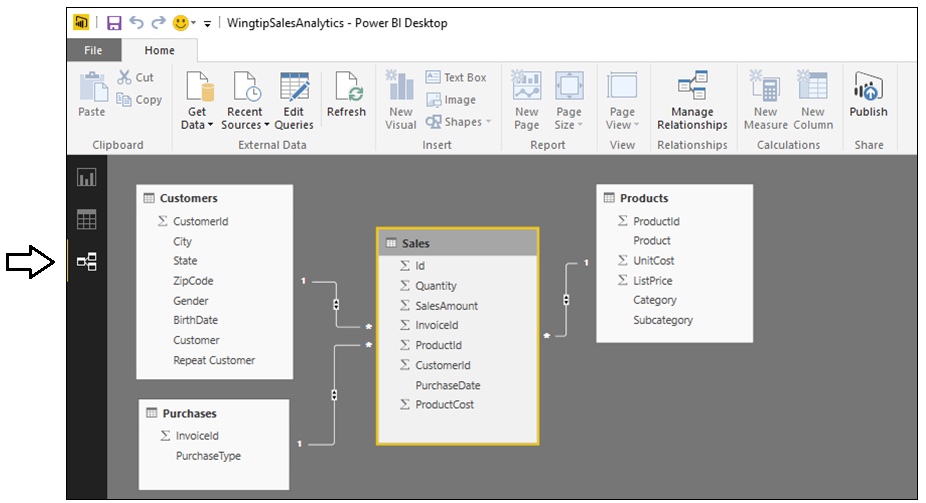 WingtipSalesAnalytics - Power BI Desktop
File
Home
Paste
Cut
Copy
Clipboard
Get
Data
Recent
Sources
Edit
Queries
Refresh
External Data
New
Visual
Text Box
Image
Shapes
Insert
New
Page
Page
Size
Report
Page
View
View
Manage
Relationships
Relationships
New
Measure
New
Column
Calculations
Publish
Share
Customers
Σ CustomerId
City
State
ZipCode
Gender
BirthDate
Customer
Repeat Customer
1
*
Purchases
Σ InvoiceId
PurchaseType
1
*
Sales
Σ Id
Σ Quantity
Σ SalesAmount
Σ InvoiceId
Σ ProductId
Σ CustomerId
PurchaseDate
Σ ProductCost
*
1
Products
Σ ProductId
Product
Σ UnitCost
Σ ListPrice
Category
Subcategory